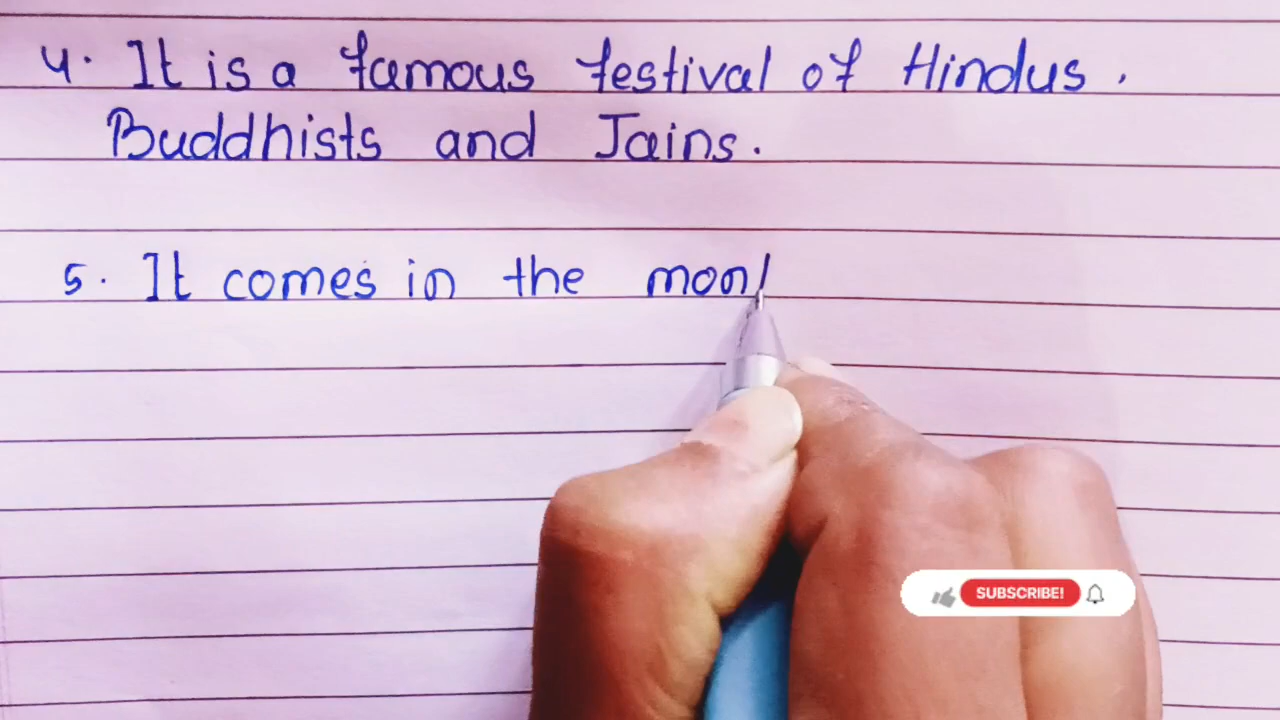 4. It is a famous festival of Hindus.
Buddhists and Jains.
5. It comes in the mon
SUBSCRIBE!